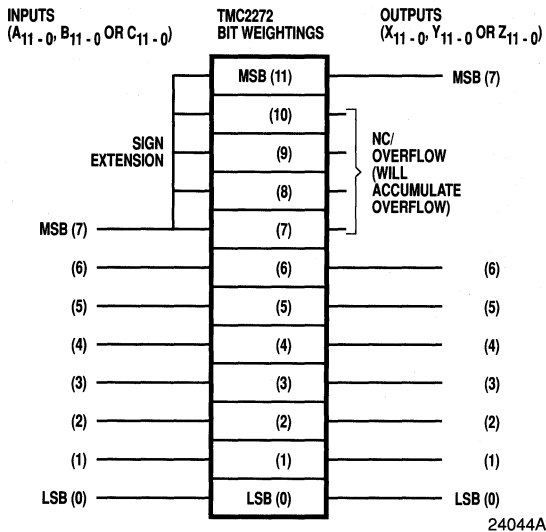 INPUTS
(A11 - 0, B11 - 0 OR C11 - 0)
TMC2272
BIT WEIGHTINGS
OUTPUTS
(X11 - 0, Y11 - 0 OR Z11 - 0)
MSB (11)
MSB (7)
(10)
SIGN
EXTENSION
(9)
NC/
OVERFLOW
(WILL
ACCUMULATE
OVERFLOW)
(8)
MSB (7)
(7)
(6)
(6)
(6)
(5)
(5)
(5)
(4)
(4)
(4)
(3)
(3)
(3)
(2)
(2)
(2)
(1)
(1)
(1)
LSB (0)
LSB (0)
LSB (0)
24044A